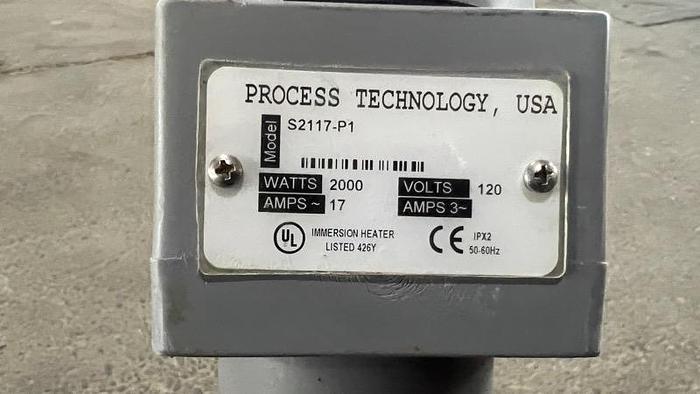 PROCESS TECHNOLOGY, USA
Model S2117-P1
WATTS 2000 VOLTS 120
AMPS ~ 17 AMPS 3~
UL IMMERSION HEATER CE IPX2
LISTED 426Y 50-60Hz